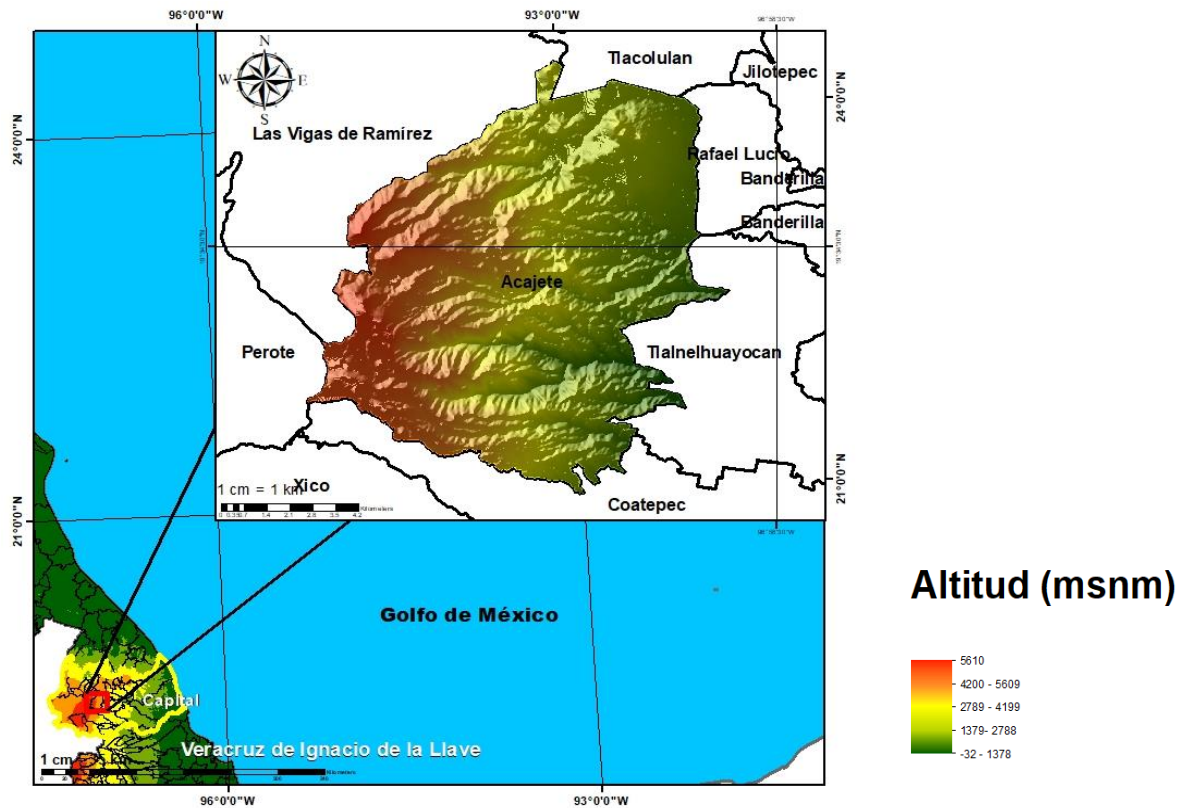 96°0'0"W
93°0'0"W
N
W
E
S
Tlacolulan
Jilotepec
24°0'0"N
24°0'0"N
Las Vigas de Ramírez
Rafael Lucio
Banderilla
Banderilla
Acajete
Perote
Tlalnelhuayocan
Xico
1 cm = 1 km
Kilometers
Coatepec
21°0'0"N
21°0'0"N
Altitud (msnm)
Golfo de México
5610
4200 - 5609
2789 - 4199
1379- 2788
-32 - 1378
Capital
Veracruz de Ignacio de la Llave
1 cm
96°0'0"W
93°0'0"W